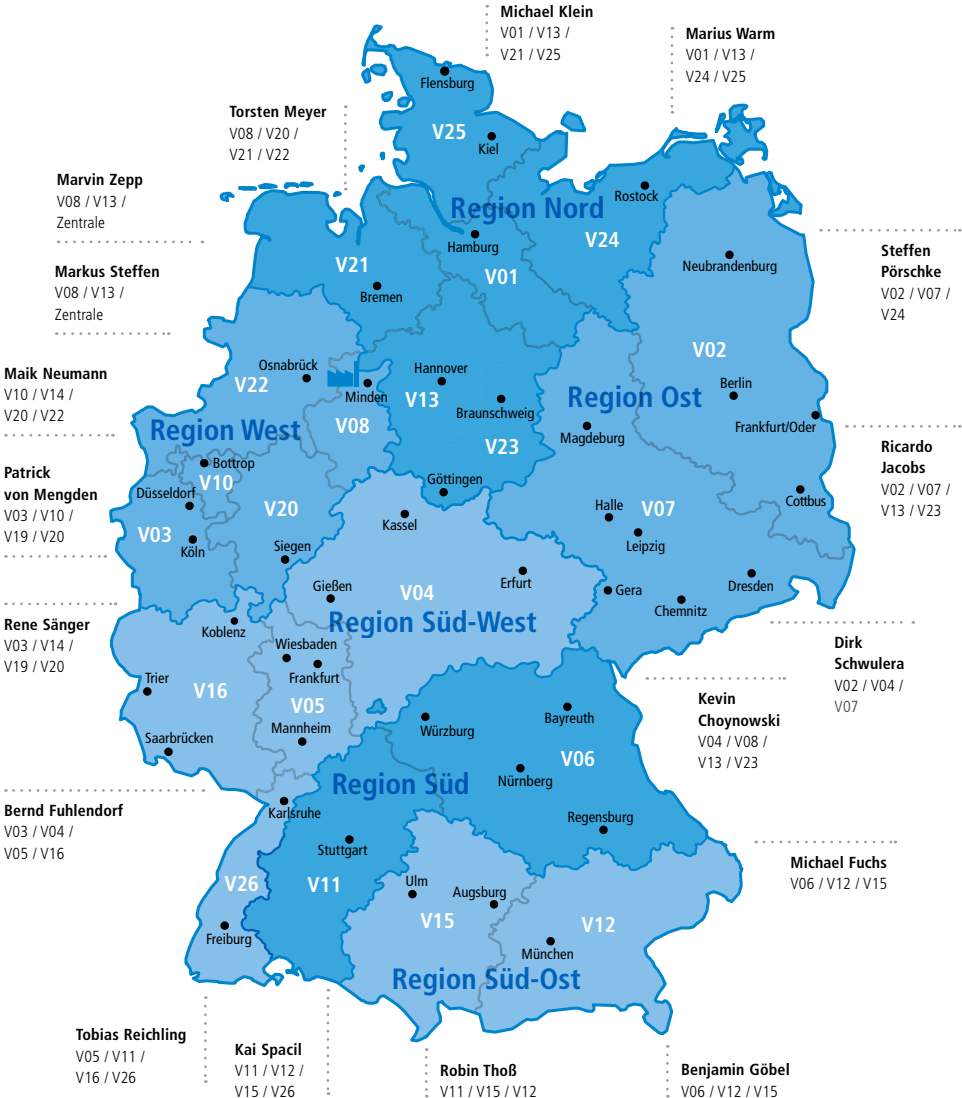 Michael Klein
V01 / V13 /
V21 / V25
Marius Warm
V01 / V13 /
V24 / V25
Torsten Meyer
V08 / V20 /
V21 / V22
Marvin Zepp
V08 / V13 /
Zentrale
Markus Steffen
V08 / V13 /
Zentrale
Maik Neumann
V10 / V14 /
V20 / V22
Patrick
von Mengden
V03 / V10 /
V19 / V20
Rene Sänger
V03 / V14 /
V19 / V20
Bernd Fuhlendorf
V03 / V04 /
V05 / V16
Tobias Reichling
V05 / V11 /
V16 / V26
Kai Spacil
V11 / V12 /
V15 / V26
Robin Thoß
V11 / V15 / V12
Benjamin Göbel
V06 / V12 / V15
Michael Fuchs
V06 / V12 / V15
Kevin
Choynowski
V04 / V08 /
V13 / V23
Dirk
Schwulera
V02 / V04 /
V07
Ricardo
Jacobs
V02 / V07 /
V13 / V23
Steffen
Pörschke
V02 / V07 /
V24
Region Nord
Flensburg
V25
Kiel
Rostock
Hamburg
V24
V01
V21
Bremen
Hannover
V13
Braunschweig
V23
Göttingen
Region Ost
Neubrandenburg
V02
Berlin
Frankfurt/Oder
Magdeburg
Cottbus
Halle
V07
Leipzig
Gera
Dresden
Chemnitz
Region West
Osnabrück
V22
Minden
V08
Bottrop
V10
Düsseldorf
V03
Köln
V20
Siegen
Region Süd-West
Kassel
V04
Erfurt
Gießen
Koblenz
Wiesbaden
Frankfurt
Trier
V16
V05
Mannheim
Saarbrücken
Karlsruhe
V26
Freiburg
Region Süd
Würzburg
Bayreuth
V06
Nürnberg
Regensburg
Stuttgart
V11
Region Süd-Ost
Ulm
Augsburg
V15
V12
München